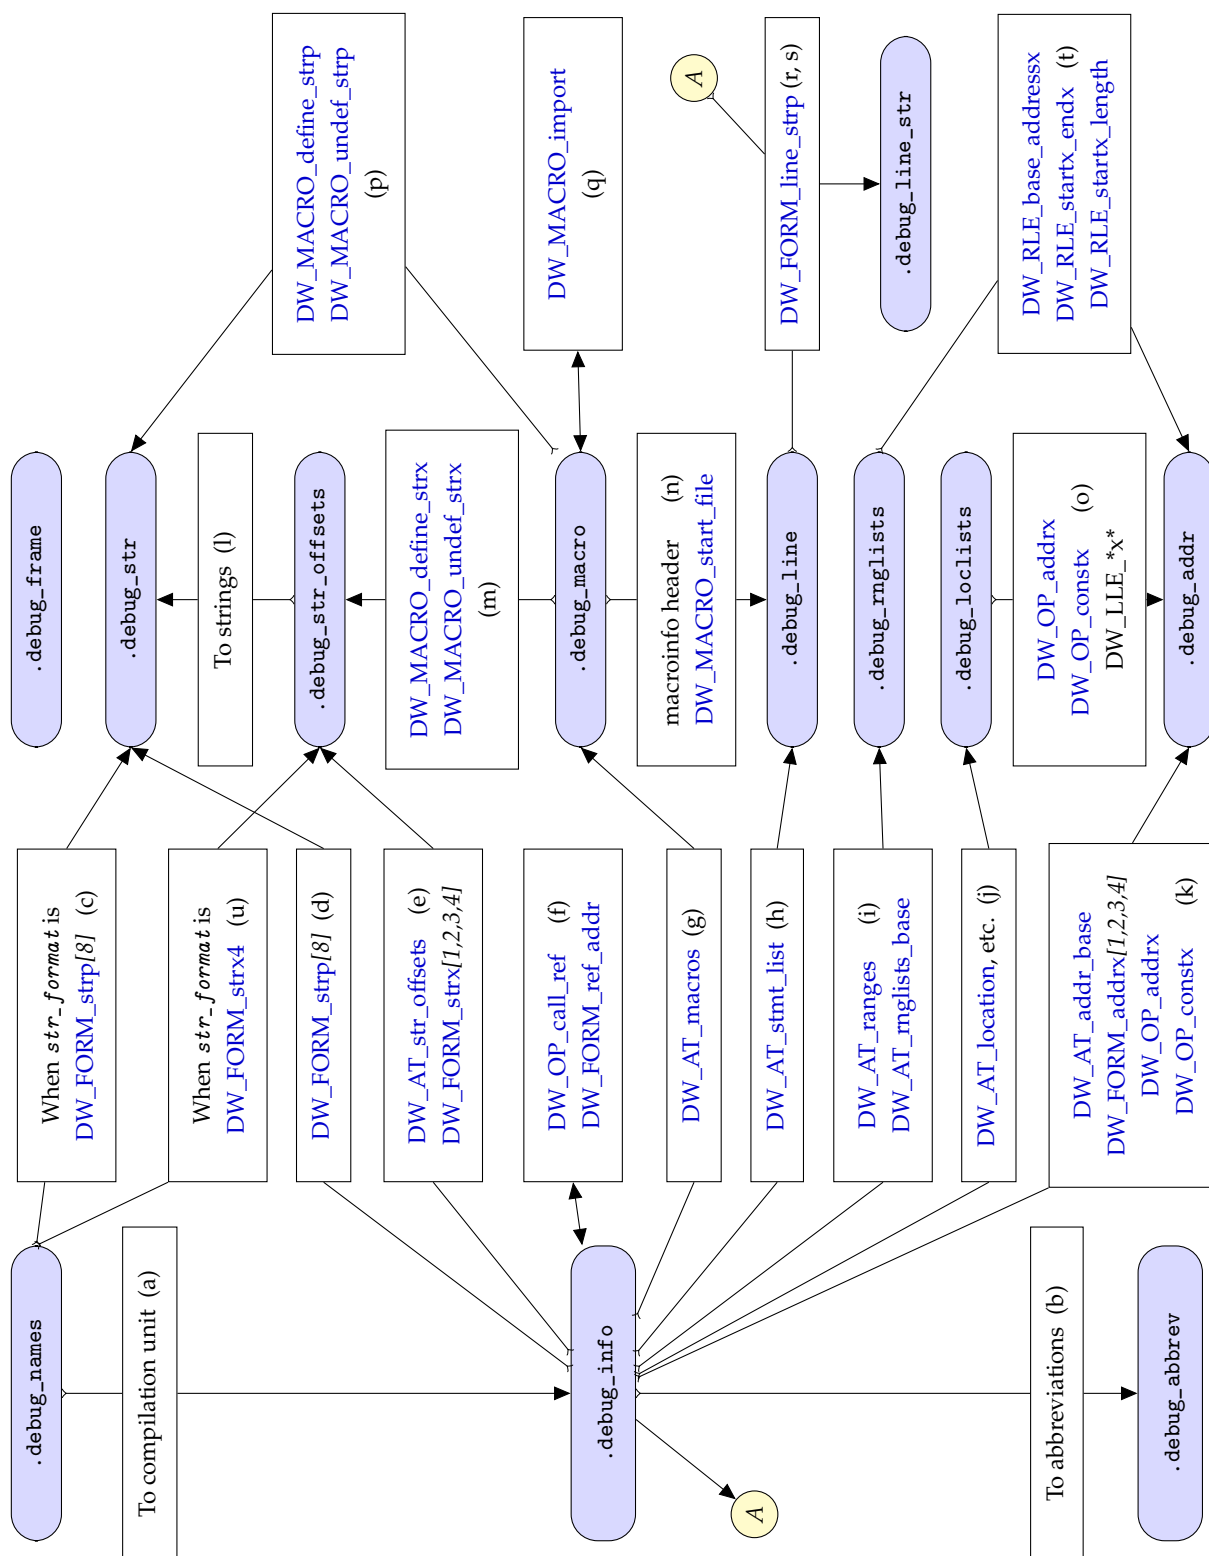 .debug_names
To compilation unit (a)
.debug_info
A
To abbreviations (b)
.debug_abbrev
When str_format is
DW_FORM_strp[8] (c)
When str_format is
DW_FORM_strx4 (u)
DW_FORM_strp[8] (d)
DW_AT_str_offsets (e)
DW_FORM_strx[1,2,3,4]
DW_OP_call_ref (f)
DW_FORM_ref_addr
DW_AT_macros (g)
DW_AT_stmt_list (h)
DW_AT_ranges (i)
DW_AT_rnglists_base
DW_AT_location, etc. (j)
DW_AT_addr_base
DW_FORM_addrx[1,2,3,4]
DW_OP_addrx
DW_OP_constx (k)
.debug_frame
.debug_str
To strings (l)
.debug_str_offsets
DW_MACRO_define_strx
DW_MACRO_undef_strx
(m)
.debug_macro
macroinfo header (n)
DW_MACRO_start_file
.debug_line
.debug_rnglists
.debug_loclists
DW_OP_addrx
DW_OP_constx (o)
DW_LLE_*x*
.debug_addr
DW_MACRO_define_strp
DW_MACRO_undef_strp
(p)
DW_MACRO_import
(q)
A
DW_FORM_line_strp (r, s)
.debug_line_str
DW_RLE_base_addressx
DW_RLE_startx_endx (t)
DW_RLE_startx_length